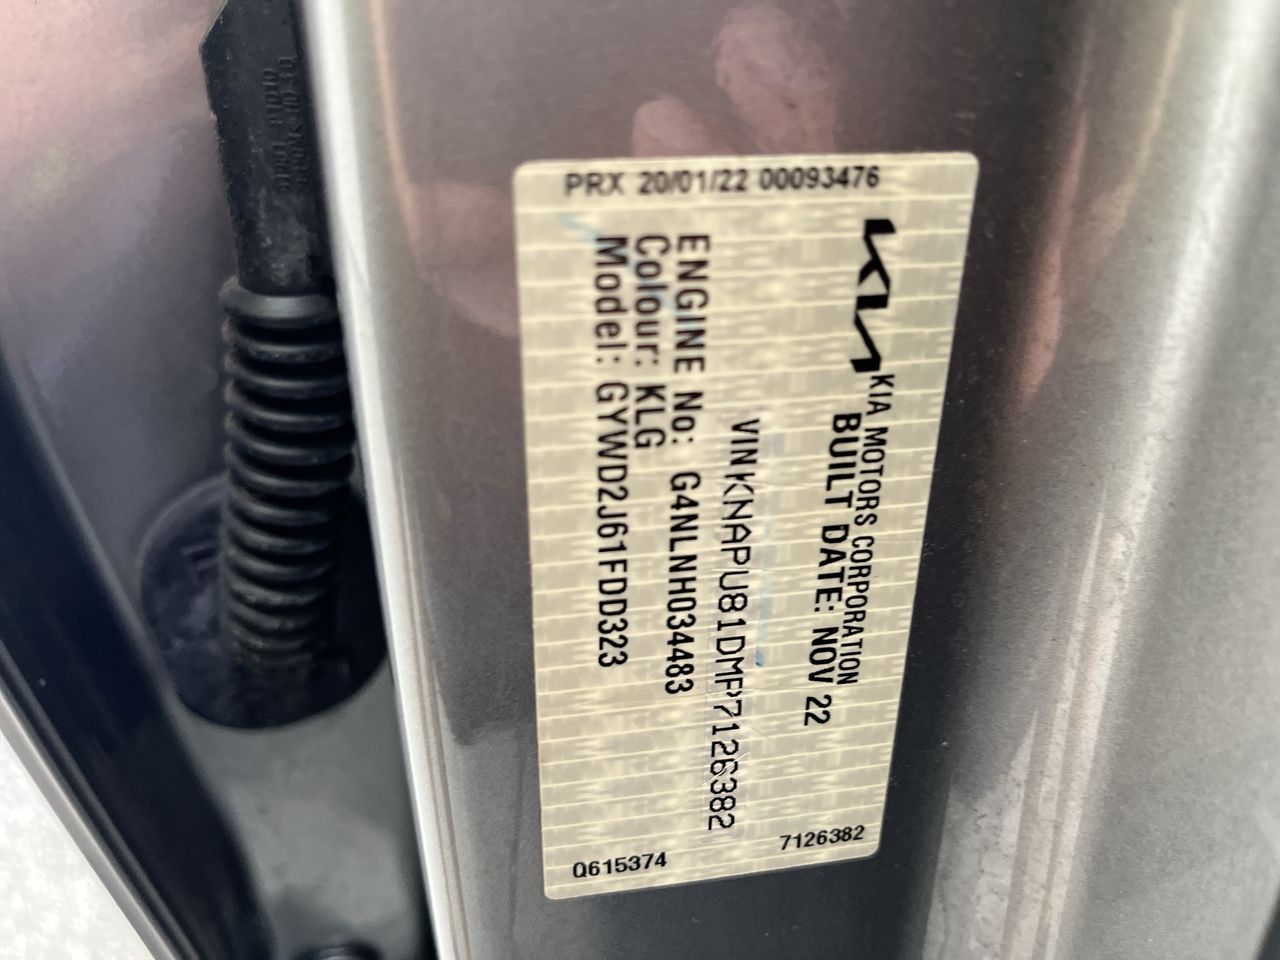 PRX 20/01/22 00093476
KIA
KIA MOTORS CORPORATION
BUILT DATE: NOV 22
VIN KNAPU81DMP7126382
ENGINE No: G4NLNH034483
Colour: KLG
Model: GYWD2J61FDD323
7126382
Q615374